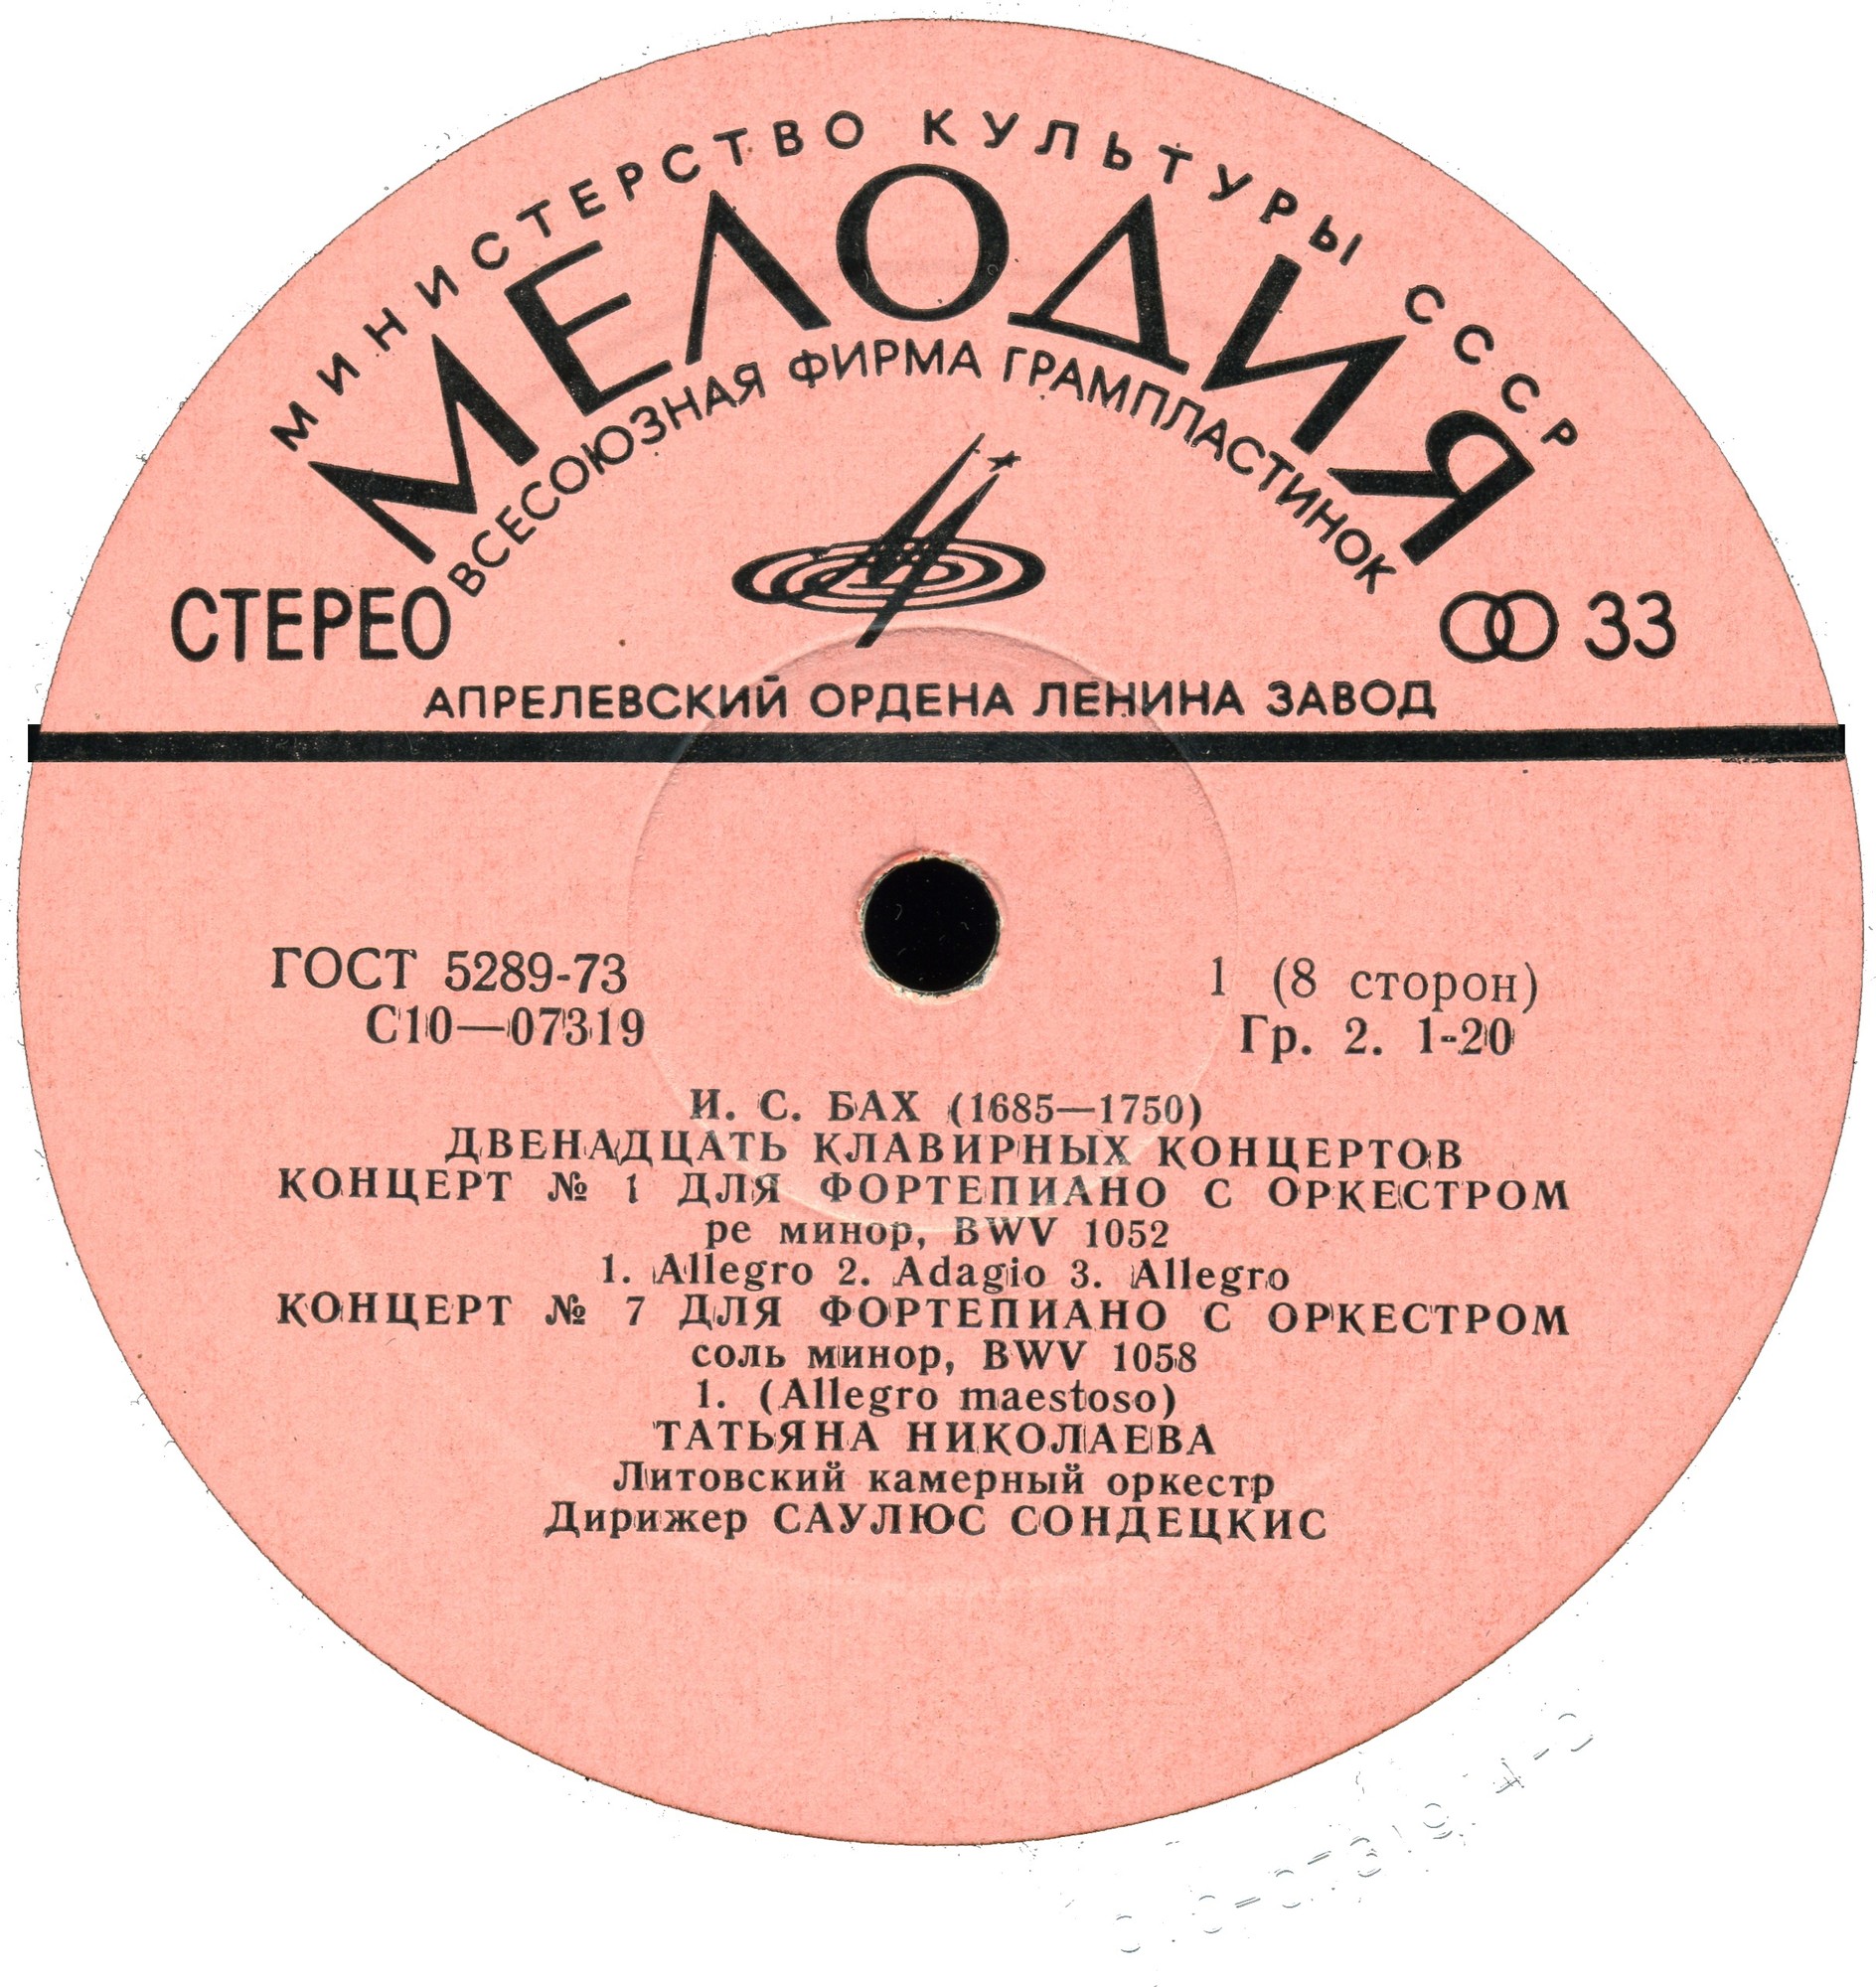 МИНИСТЕРСТВО КУЛЬТУРЫ СССР
МЕЛОДИЯ
ВСЕСОЮЗНАЯ ФИРМА ГРАМПЛАСТИНОК
СТЕРЕО 33
АПРЕЛЕВСКИЙ ОРДЕНА ЛЕНИНА ЗАВОД
ГОСТ 5289-73 1 (8 сторон)
С10—07319 Гр. 2. 1-20
И. С. БАХ (1685—1750)
ДВЕНАДЦАТЬ КЛАВИРНЫХ КОНЦЕРТОВ
КОНЦЕРТ № 1 ДЛЯ ФОРТЕПИАНО С ОРКЕСТРОМ
ре минор, BWV 1052
1. Allegro 2. Adagio 3. Allegro
КОНЦЕРТ № 7 ДЛЯ ФОРТЕПИАНО С ОРКЕСТРОМ
соль минор, BWV 1058
1. (Allegro maestoso)
ТАТЬЯНА НИКОЛАЕВА
Литовский камерный оркестр
Дирижер САУЛЮС СОНДЕЦКИС